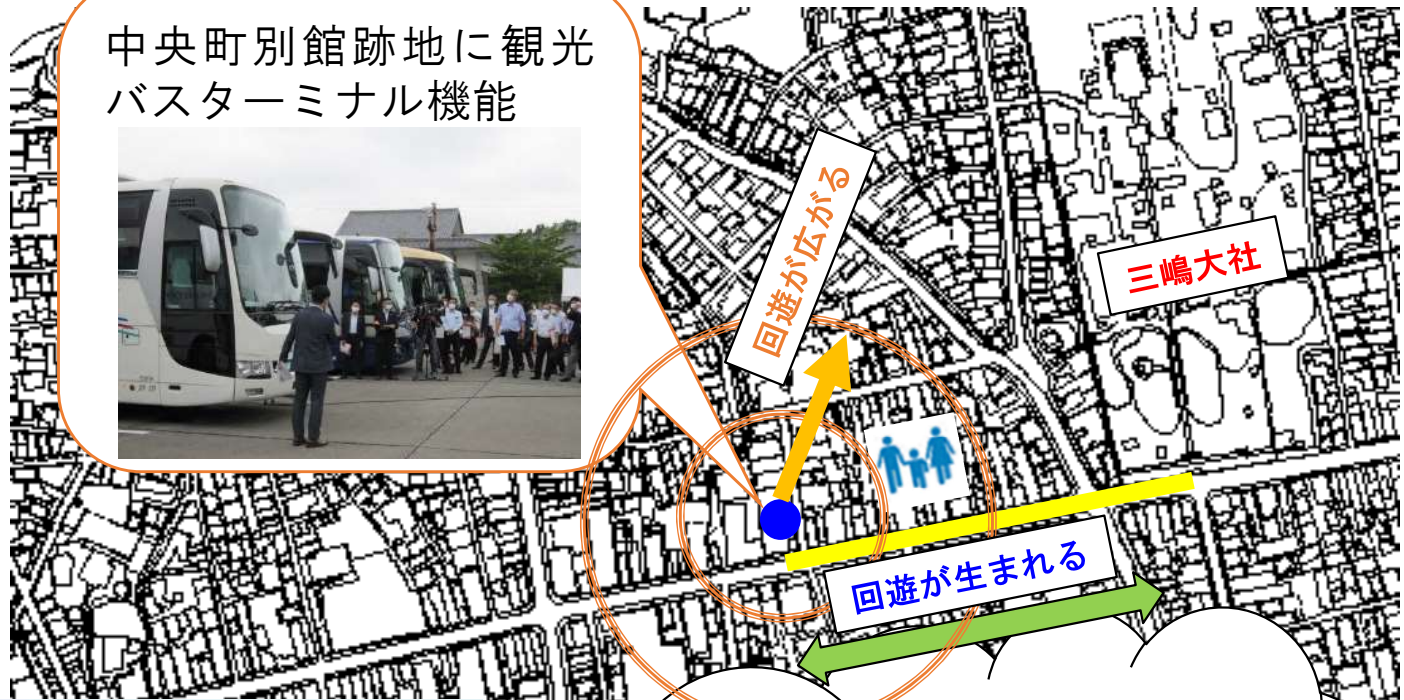 中央町別館跡地に観光
バスターミナル機能
回遊が広がる
三嶋大社
回遊が生まれる